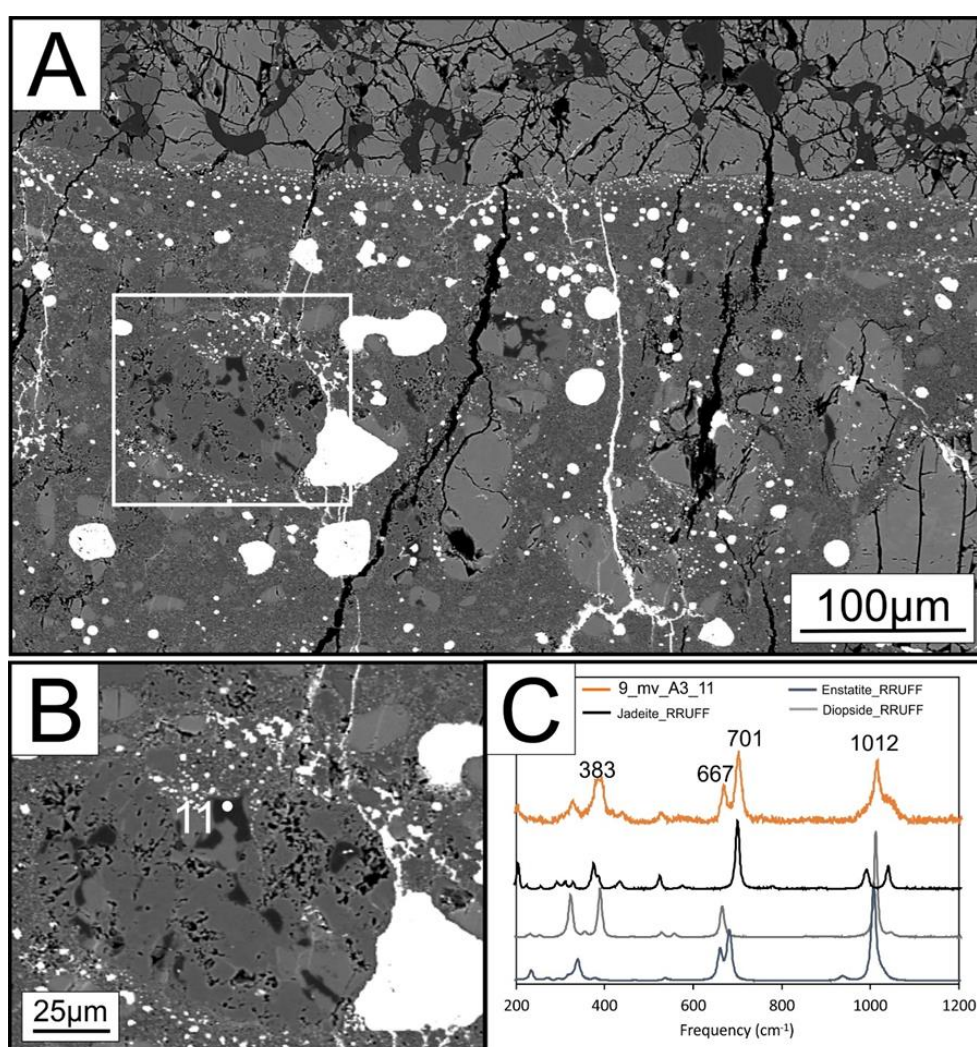 A
100µm
B
11
25µm
C
9_mv_A3_11
Enstatite_RRUFF
Jadeite_RRUFF
Diopside_RRUFF
383
667
701
1012
200
400
600
800
1000
1200
Frequency (cm-1)